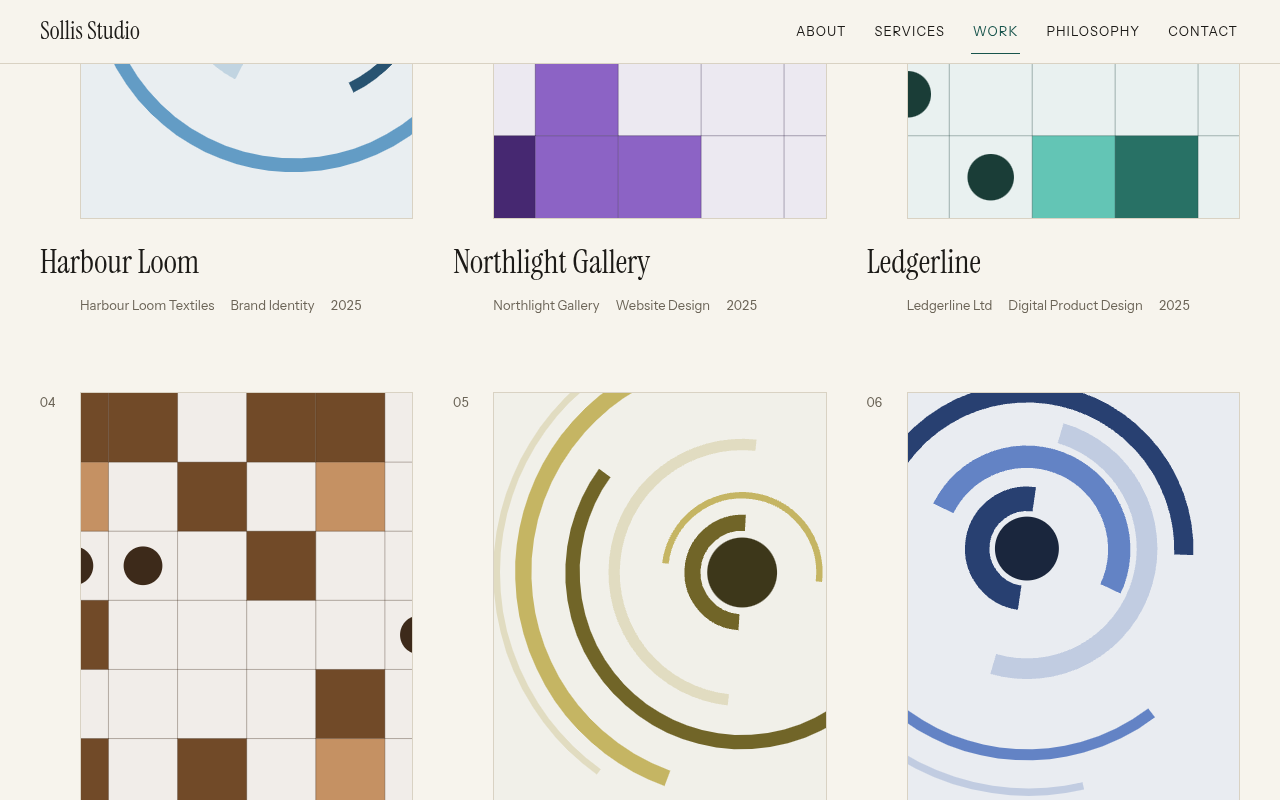 Sollis Studio
ABOUT SERVICES WORK PHILOSOPHY CONTACT
Harbour Loom
Harbour Loom Textiles Brand Identity 2025
Northlight Gallery
Northlight Gallery Website Design 2025
Ledgerline
Ledgerline Ltd Digital Product Design 2025
04
05
06